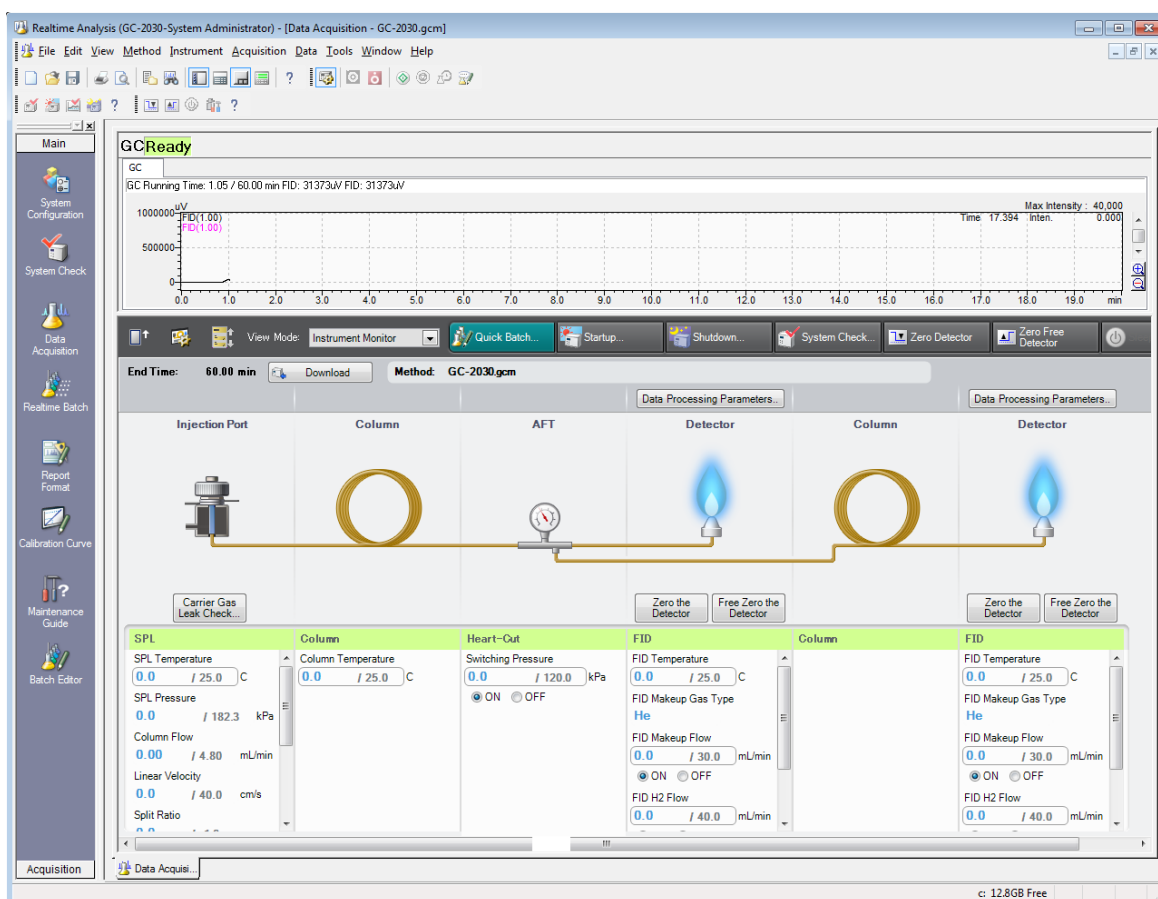 Realtime Analysis (GC-2030-System Administrator) - [Data Acquisition - GC-2030.gcm]
File Edit View Method Instrument Acquisition Data Tools Window Help
?
? ?
Main
GC Ready
GC
GC Running Time: 1.05 / 60.00 min FID: 31373uV FID: 31373uV
uV
Max Intensity : 40,000
1000000
FID(1.00)
Time 17.394 Inten. 0.000
FID(1.00)
500000
0
0.0 1.0 2.0 3.0 4.0 5.0 6.0 7.0 8.0 9.0 10.0 11.0 12.0 13.0 14.0 15.0 16.0 17.0 18.0 19.0 min
System
Configuration
System Check
Data
Acquisition
Realtime Batch
Report
Format
Calibration Curve
Maintenance
Guide
Batch Editor
Acquisition
View Mode: Instrument Monitor Quick Batch... Startup... Shutdown... System Check... Zero Detector Zero Free
Detector
End Time: 60.00 min Download Method: GC-2030.gcm
Data Processing Parameters.. Data Processing Parameters..
Injection Port Column AFT Detector Column Detector
Carrier Gas
Leak Check...
Zero the
Detector
Free Zero the
Detector
Zero the
Detector
Free Zero the
Detector
SPL
SPL Temperature
0.0 / 25.0 C
SPL Pressure
0.0 / 182.3 kPa
Column Flow
0.00 / 4.80 mL/min
Linear Velocity
0.0 / 40.0 cm/s
Split Ratio
Column
Column Temperature
0.0 / 25.0 C
Heart-Cut
Switching Pressure
0.0 / 120.0 kPa
ON OFF
FID
FID Temperature
0.0 / 25.0 C
FID Makeup Gas Type
He
FID Makeup Flow
0.0 / 30.0 mL/min
ON OFF
FID H2 Flow
0.0 / 40.0 mL/min
Column
FID
FID Temperature
0.0 / 25.0 C
FID Makeup Gas Type
He
FID Makeup Flow
0.0 / 30.0 mL/min
ON OFF
FID H2 Flow
0.0 / 40.0 mL/min
Data Acquisi...
c: 12.8GB Free